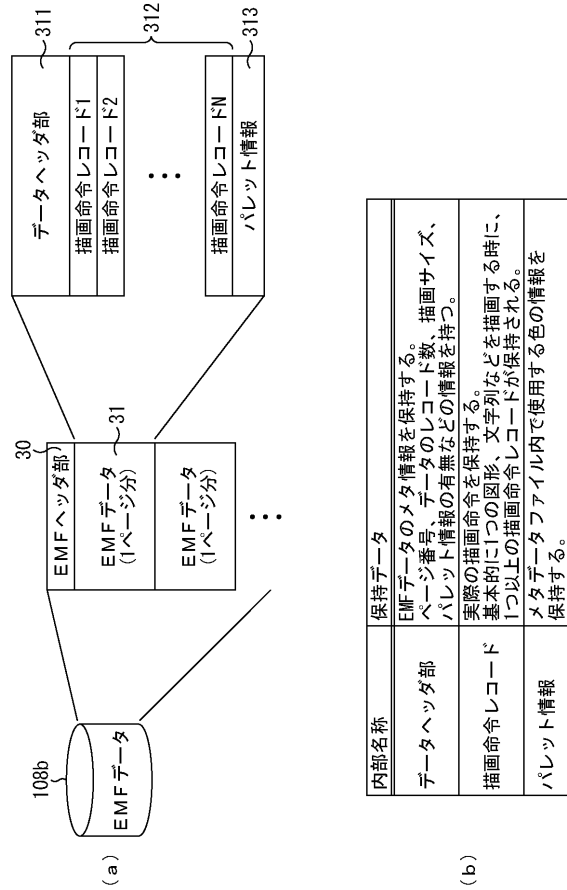 (a)
108b
EMFデータ
30
EMFヘッダ部
31
EMFデータ
(1ページ分)
EMFデータ
(1ページ分)
データヘッダ部
311
描画命令レコード1
描画命令レコード2
312
描画命令レコードN
パレット情報
313
(b)
内部名称
保持データ
データヘッダ部
EMFデータのメタ情報を保持する。
ページ番号、データのレコード数、描画サイズ、
パレット情報の有無などの情報を持つ。
描画命令レコード
実際の描画命令を保持する。
基本的に1つの図形、文字列などを描画する時に、
1つ以上の描画命令レコードが保持される。
パレット情報
メタデータファイル内で使用する色の情報を
保持する。